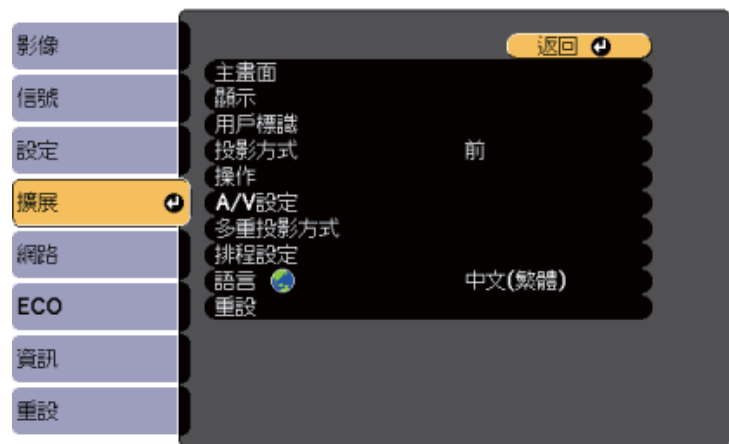 影像
信號
設定
擴展
網路
ECO
資訊
重設
返回
主畫面
顯示
用戶標識
投影方式 前
操作
A/V設定
多重投影方式
排程設定
語言 中文(繁體)
重設